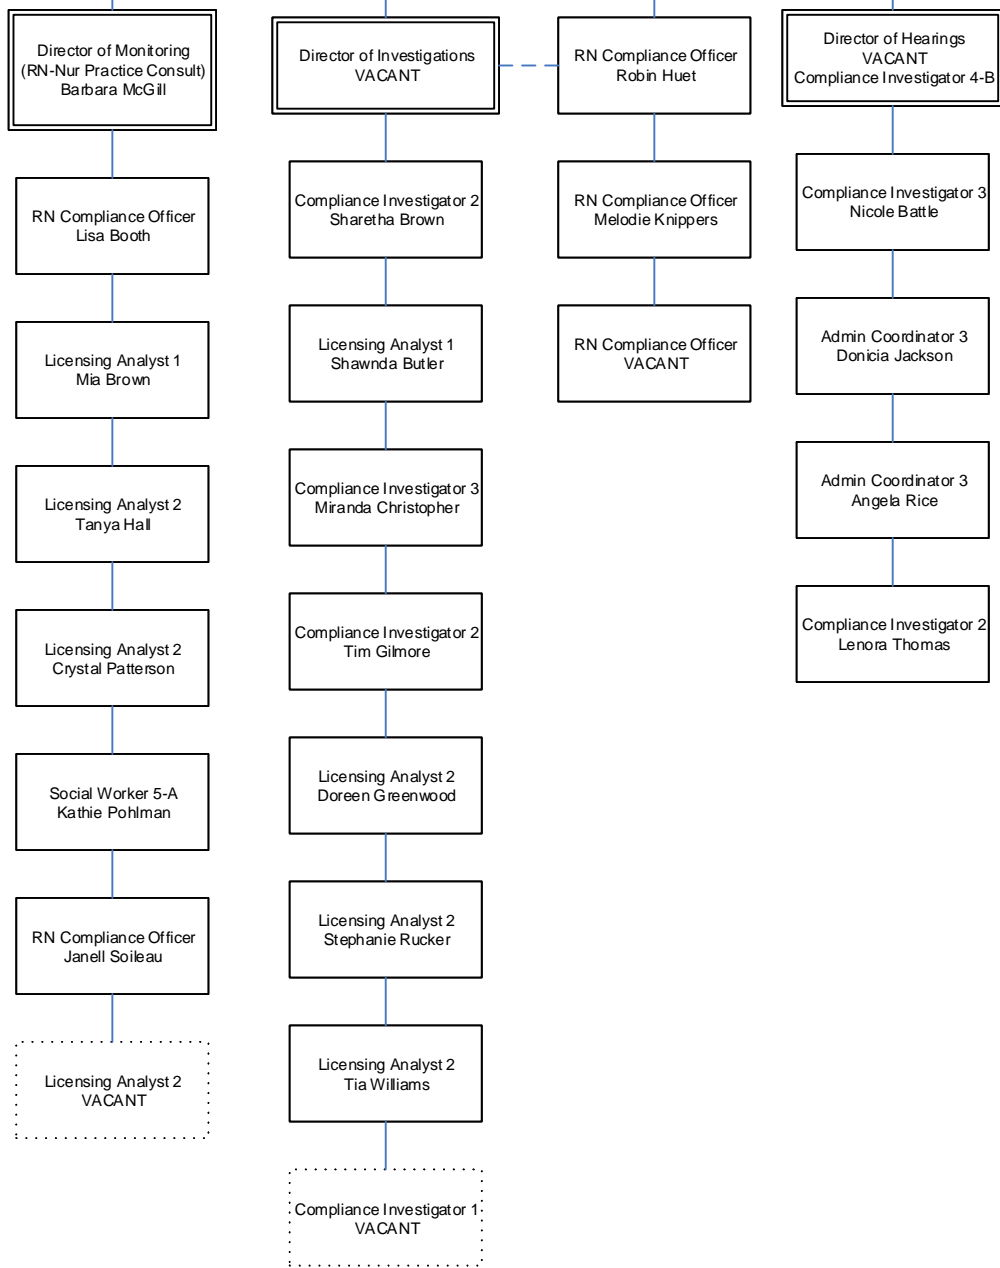 Director of Monitoring
(RN-Nur Practice Consult)
Barbara McGill
RN Compliance Officer
Lisa Booth
Licensing Analyst 1
Mia Brown
Licensing Analyst 2
Tanya Hall
Licensing Analyst 2
Crystal Patterson
Social Worker 5-A
Kathie Pohlman
RN Compliance Officer
Janell Soileau
Licensing Analyst 2
VACANT
Director of Investigations
VACANT
Compliance Investigator 2
Sharetha Brown
Licensing Analyst 1
Shawnda Butler
Compliance Investigator 3
Miranda Christopher
Compliance Investigator 2
Tim Gilmore
Licensing Analyst 2
Doreen Greenwood
Licensing Analyst 2
Stephanie Rucker
Licensing Analyst 2
Tia Williams
Compliance Investigator 1
VACANT
RN Compliance Officer
Robin Huet
RN Compliance Officer
Melodie Knippers
RN Compliance Officer
VACANT
Director of Hearings
VACANT
Compliance Investigator 4-B
Compliance Investigator 3
Nicole Battle
Admin Coordinator 3
Donicia Jackson
Admin Coordinator 3
Angela Rice
Compliance Investigator 2
Lenora Thomas